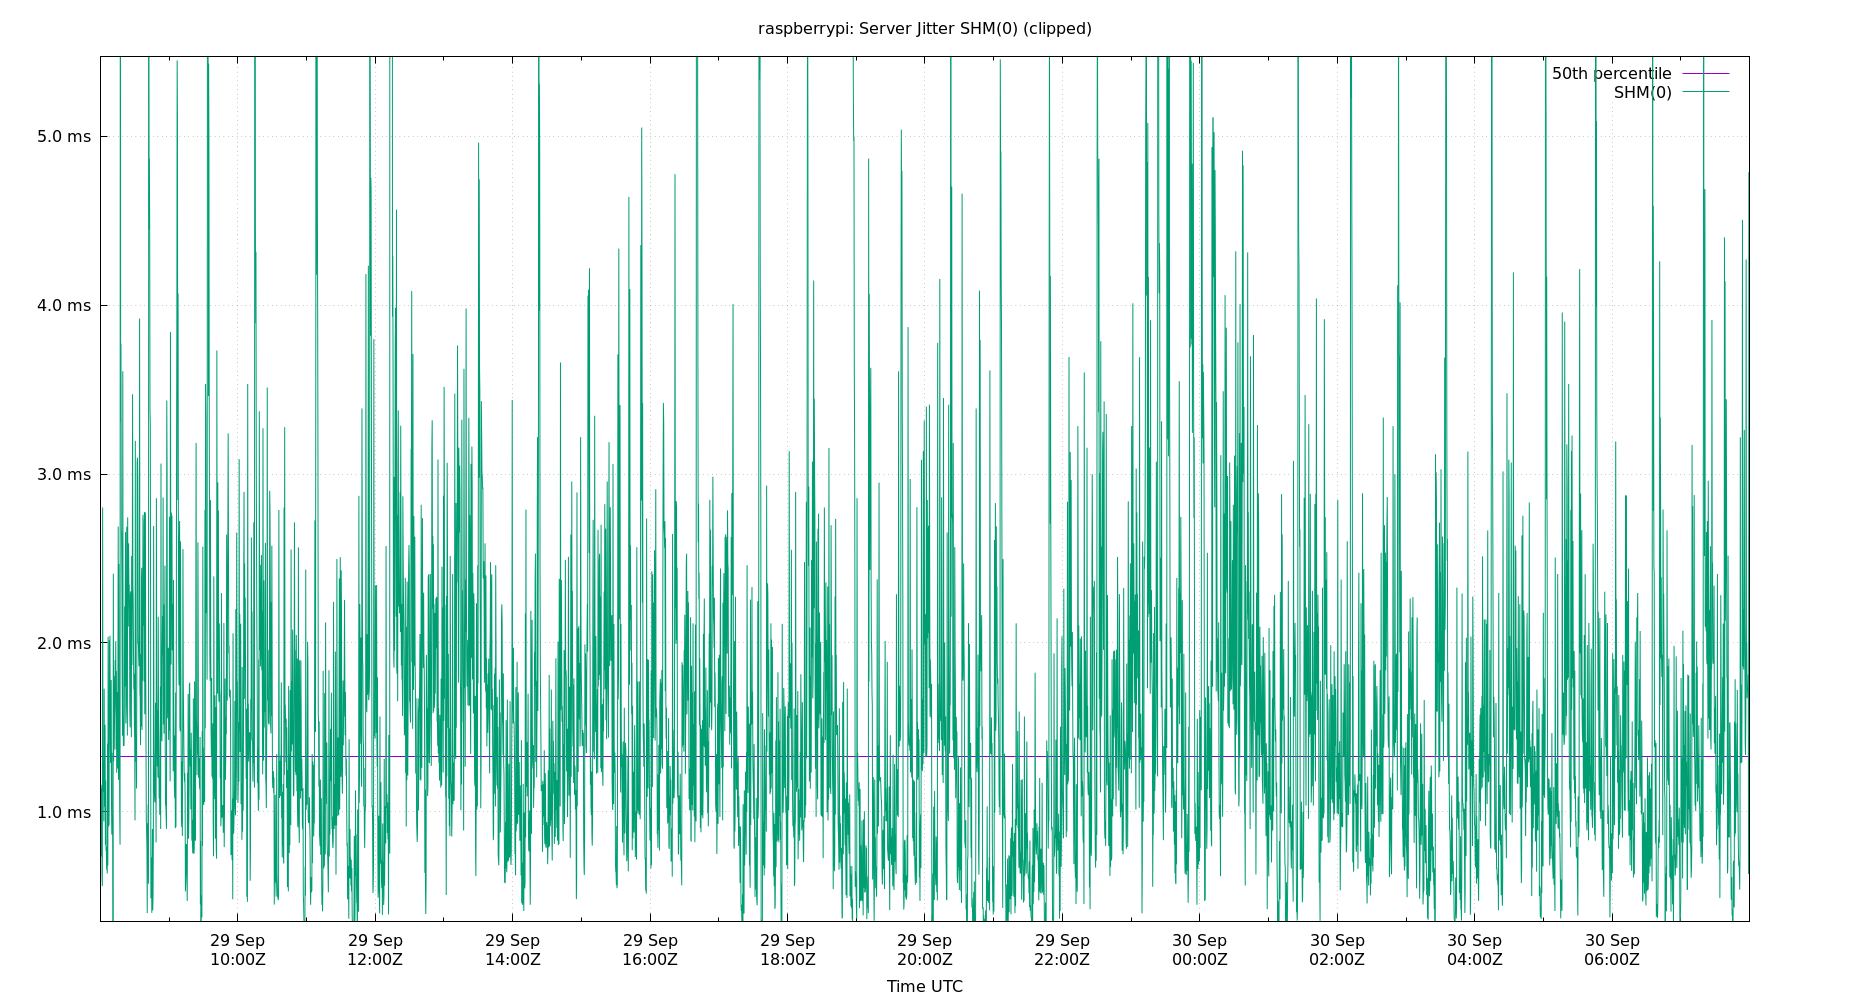 raspberrypi: Server Jitter SHM(0) (clipped)
50th percentile
SHM(0)
5.0 ms
4.0 ms
3.0 ms
2.0 ms
1.0 ms
29 Sep 29 Sep 29 Sep 29 Sep 29 Sep 29 Sep 29 Sep 30 Sep 30 Sep 30 Sep 30 Sep
10:00Z 12:00Z 14:00Z 16:00Z 18:00Z 20:00Z 22:00Z 00:00Z 02:00Z 04:00Z 06:00Z
Time UTC